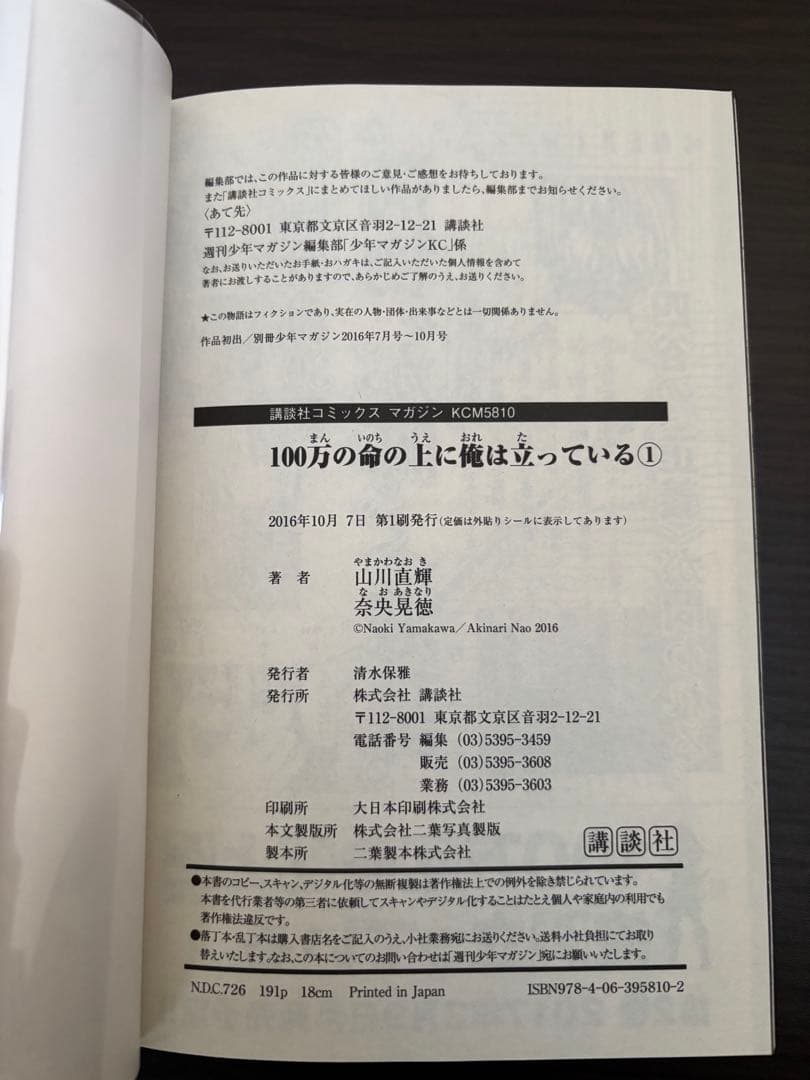 編集部では、この作品に対する皆様のご意見・ご感想をお待ちしております。
また「講談社コミックス」にまとめてほしい作品がありましたら、編集部までお知らせください。
〈あて先〉
〒112-8001 東京都文京区音羽2-12-21 講談社
週刊少年マガジン編集部「少年マガジンKC」係
なお、お送りいただいたお手紙・おハガキは、ご記入いただいた個人情報を含めて
著者にお渡しすることがありますので、あらかじめご了解のうえ、お送りください。
★この物語はフィクションであり、実在の人物・団体・出来事などとは一切関係ありません。
作品初出／別冊少年マガジン2016年7月号〜10月号
講談社コミックス マガジン KCM5810
まん いのち うえ おれ た
100万の命の上に俺は立っている①
2016年10月 7日 第1刷発行(定価は外貼りシールに表示してあります)
やまかわなおき
著 者 山川直輝
なおあきなり
奈央晃徳
©Naoki Yamakawa／Akinari Nao 2016
発行者 清水保雅
発行所 株式会社 講談社
〒112-8001 東京都文京区音羽2-12-21
電話番号 編集 (03)5395-3459
販売 (03)5395-3608
業務 (03)5395-3603
印刷所 大日本印刷株式会社
本文製版所 株式会社二葉写真製版
製本所 二葉製本株式会社
講談社
●本書のコピー、スキャン、デジタル化等の無断複製は著作権法上での例外を除き禁じられています。
本書を代行業者等の第三者に依頼してスキャンやデジタル化することはたとえ個人や家庭内の利用でも
著作権法違反です。
●落丁本・乱丁本は購入書店名をご記入のうえ、小社業務宛にお送りください。送料小社負担にてお取り
替えいたします。なお、この本についてのお問い合わせは「週刊少年マガジン」宛にお願いいたします。
N.D.C.726 191p 18cm Printed in Japan ISBN978-4-06-395810-2